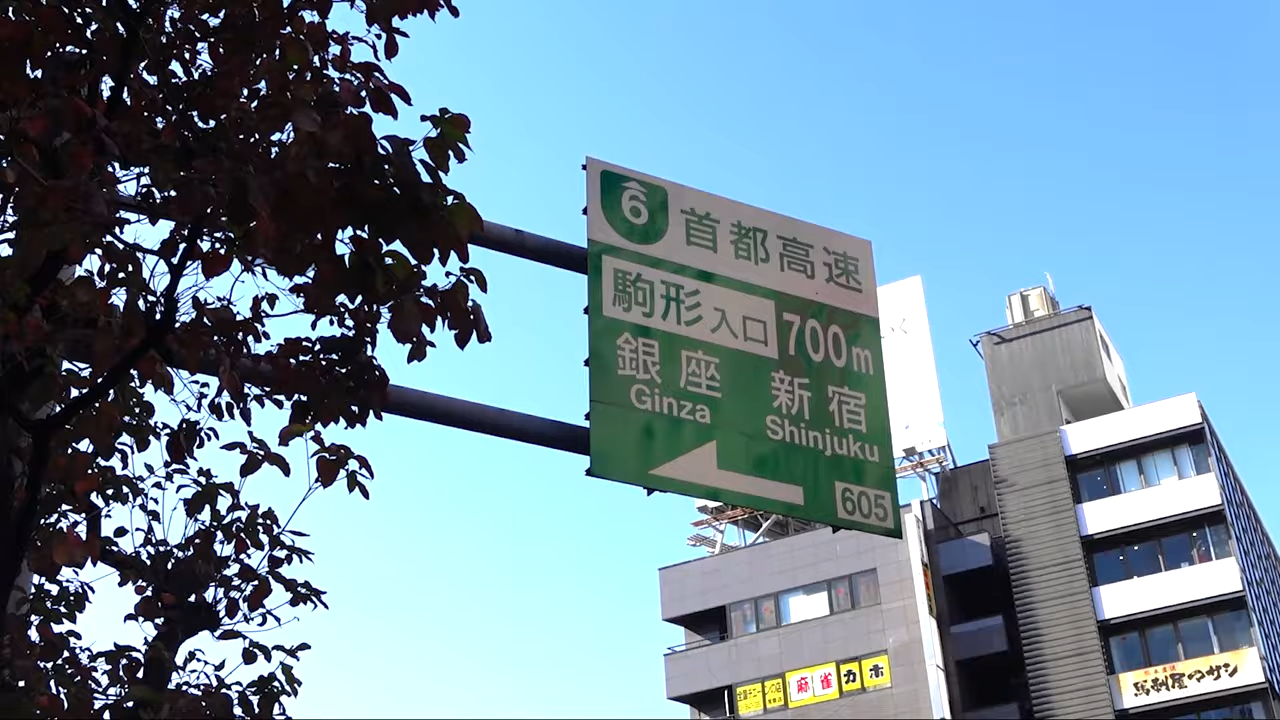 6 首都高速
駒形入口 700m
銀座 新宿
Ginza Shinjuku
605
麻雀 カホ
馬刺屋マサシ